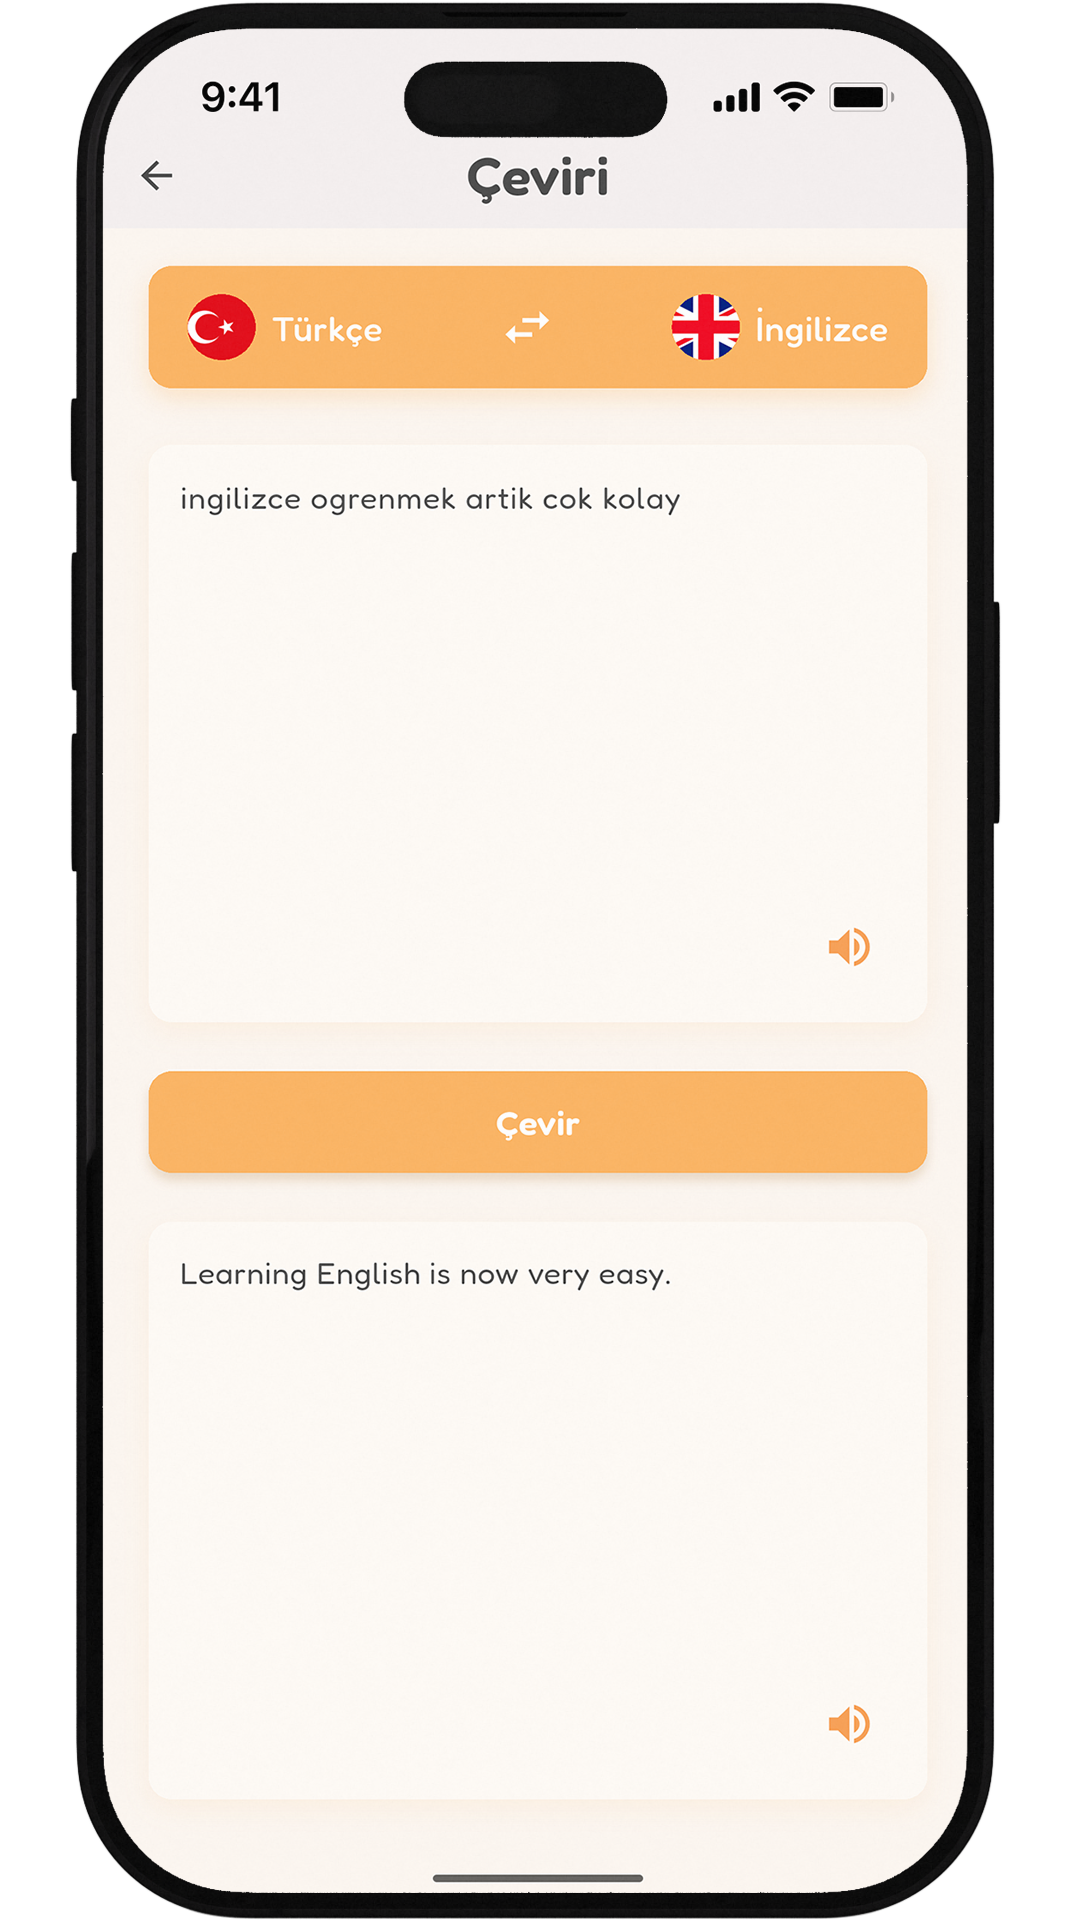 9:41
Çeviri
Türkçe
İngilizce
ingilizce ogrenmek artik cok kolay
Çevir
Learning English is now very easy.